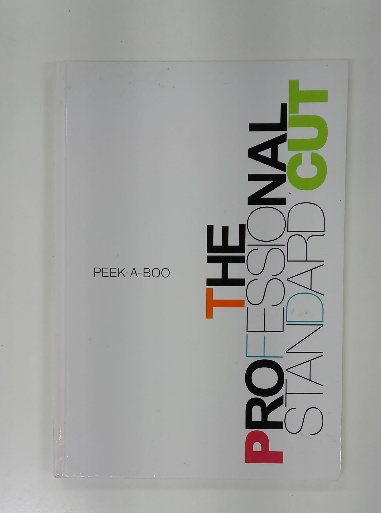 PEEK-A-BOO
THE
PROFESSIONAL
STANDARD CUT